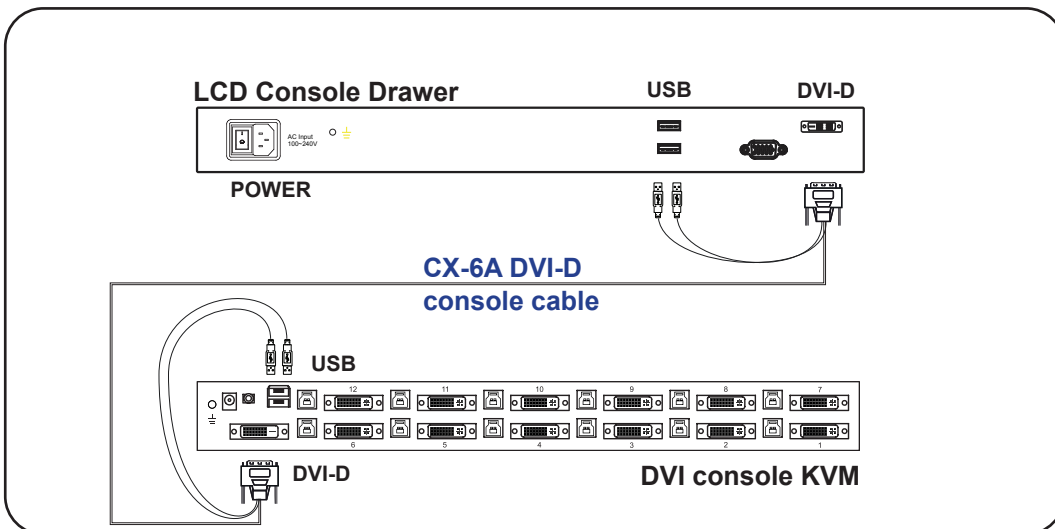 LCD Console Drawer
USB
DVI-D
AC Input
100~240V
POWER
CX-6A DVI-D
console cable
USB
12 11 10 9 8 7
6 5 4 3 2 1
DVI-D
DVI console KVM